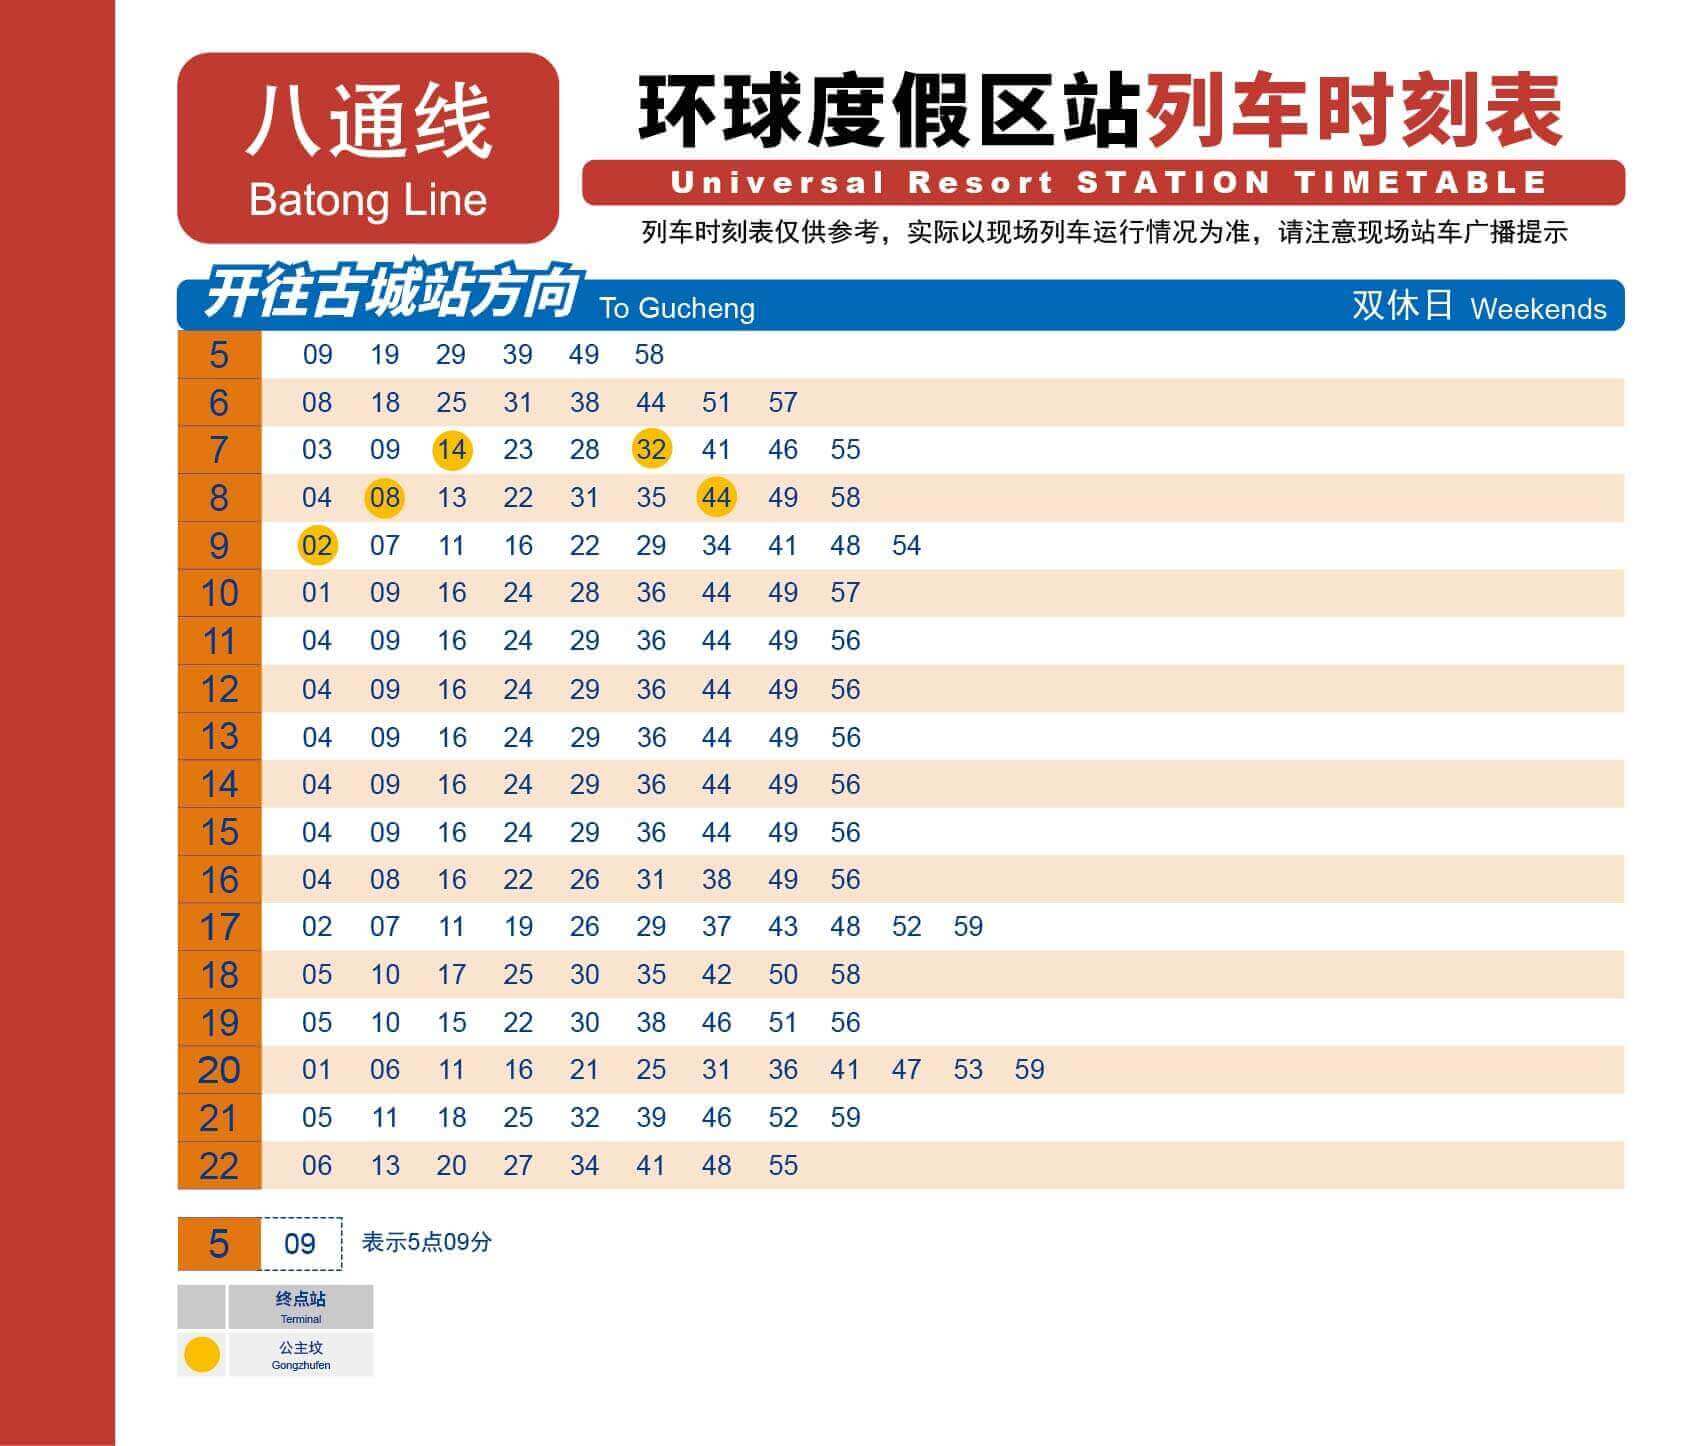 八通线
Batong Line
环球度假区站列车时刻表
Universal Resort STATION TIMETABLE
列车时刻表仅供参考，实际以现场列车运行情况为准，请注意现场站车广播提示
开往古城站方向 To Gucheng 双休日 Weekends
5 09 19 29 39 49 58
6 08 18 25 31 38 44 51 57
7 03 09 14 23 28 32 41 46 55
8 04 08 13 22 31 35 44 49 58
9 02 07 11 16 22 29 34 41 48 54
10 01 09 16 24 28 36 44 49 57
11 04 09 16 24 29 36 44 49 56
12 04 09 16 24 29 36 44 49 56
13 04 09 16 24 29 36 44 49 56
14 04 09 16 24 29 36 44 49 56
15 04 09 16 24 29 36 44 49 56
16 04 08 16 22 26 31 38 49 56
17 02 07 11 19 26 29 37 43 48 52 59
18 05 10 17 25 30 35 42 50 58
19 05 10 15 22 30 38 46 51 56
20 01 06 11 16 21 25 31 36 41 47 53 59
21 05 11 18 25 32 39 46 52 59
22 06 13 20 27 34 41 48 55
5 09 表示5点09分
终点站
Terminal
公主坟
Gongzhufen